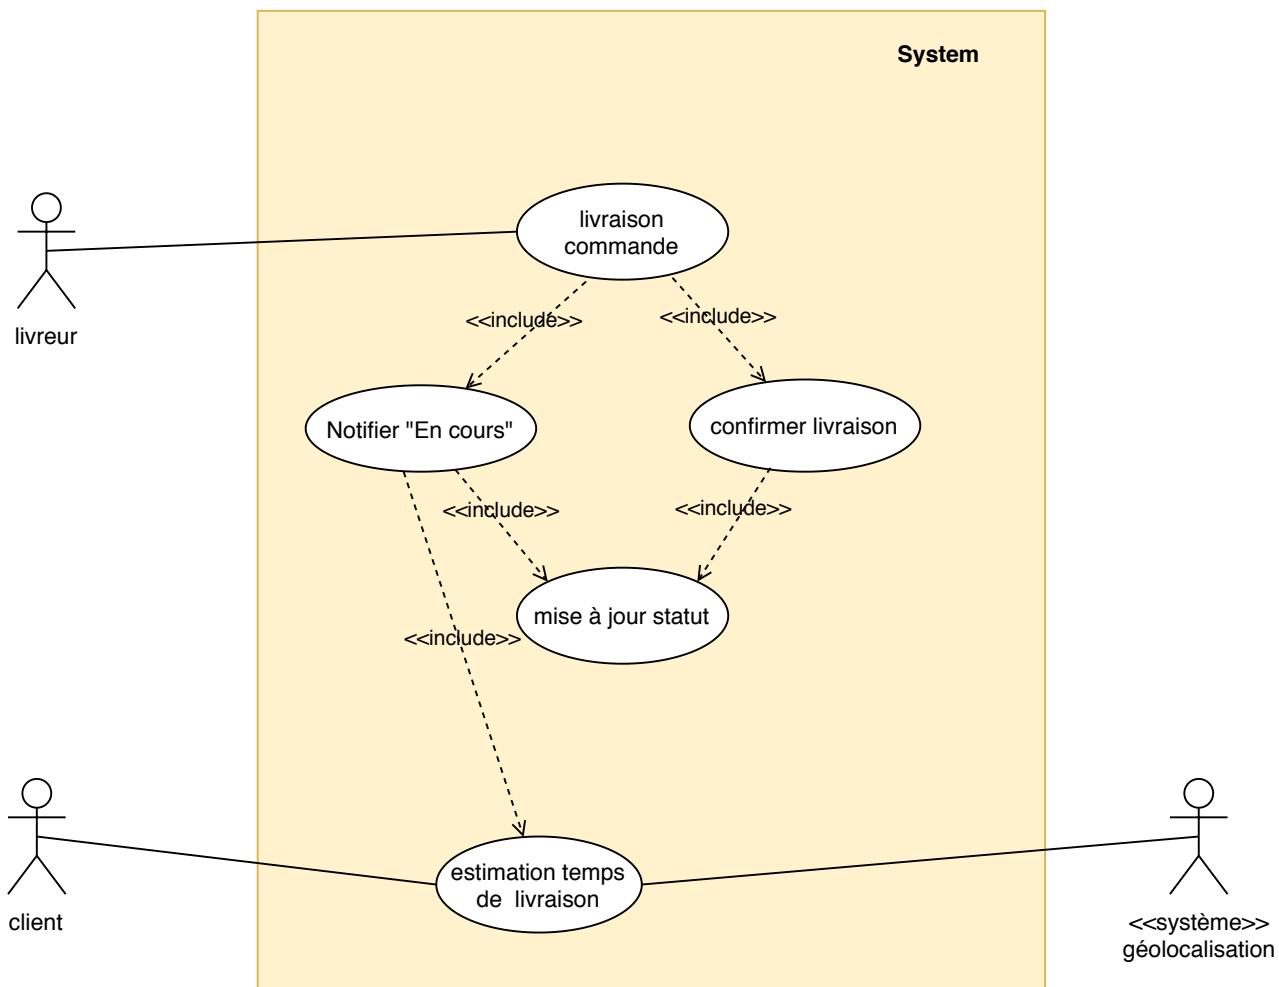 System
livraison
commande
livreur
<<include>>
<<include>>
Notifier "En cours"
confirmer livraison
<<include>>
<<include>>
mise à jour statut
<<include>>
estimation temps
de  livraison
client
<<système>>
géolocalisation